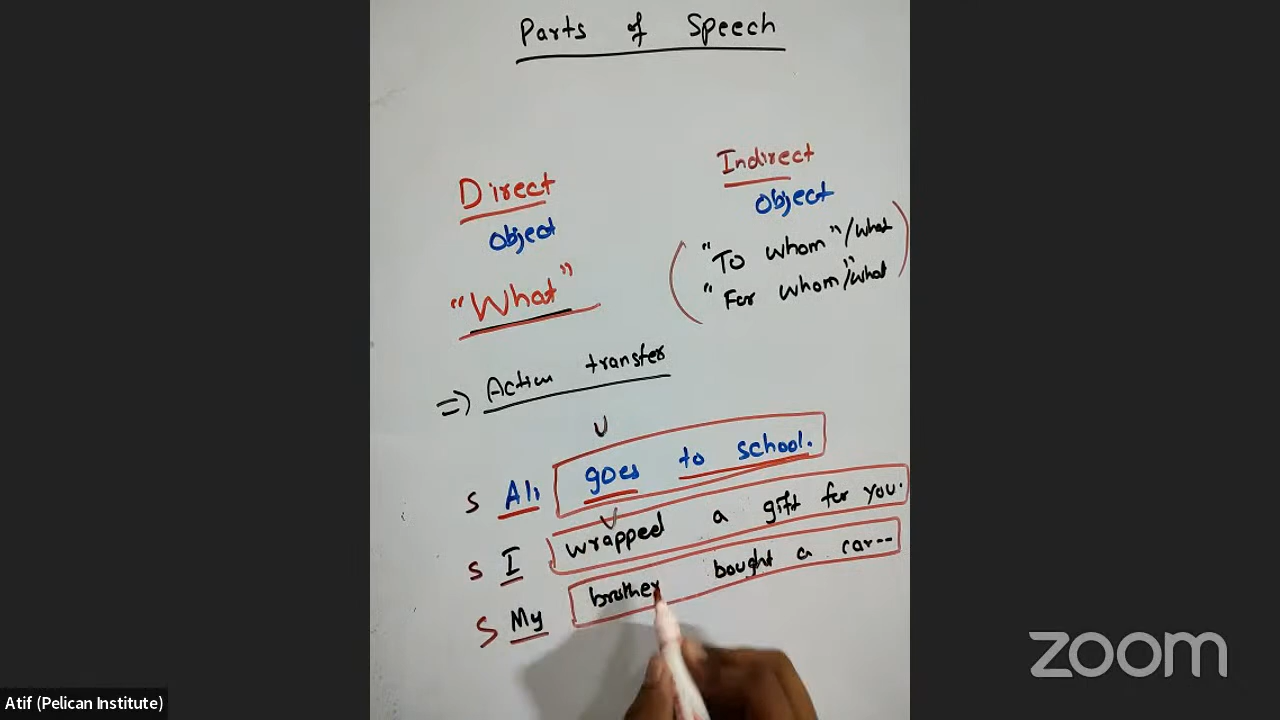 Parts of Speech
Direct
Object
"What"
Indirect
Object
"To whom"/what
"For whom"/what
=> Action transfer
V
S Ali goes to school.
V
S I wrapped a gift for you.
S My brother bought a car--
zoom
Atif (Pelican Institute)